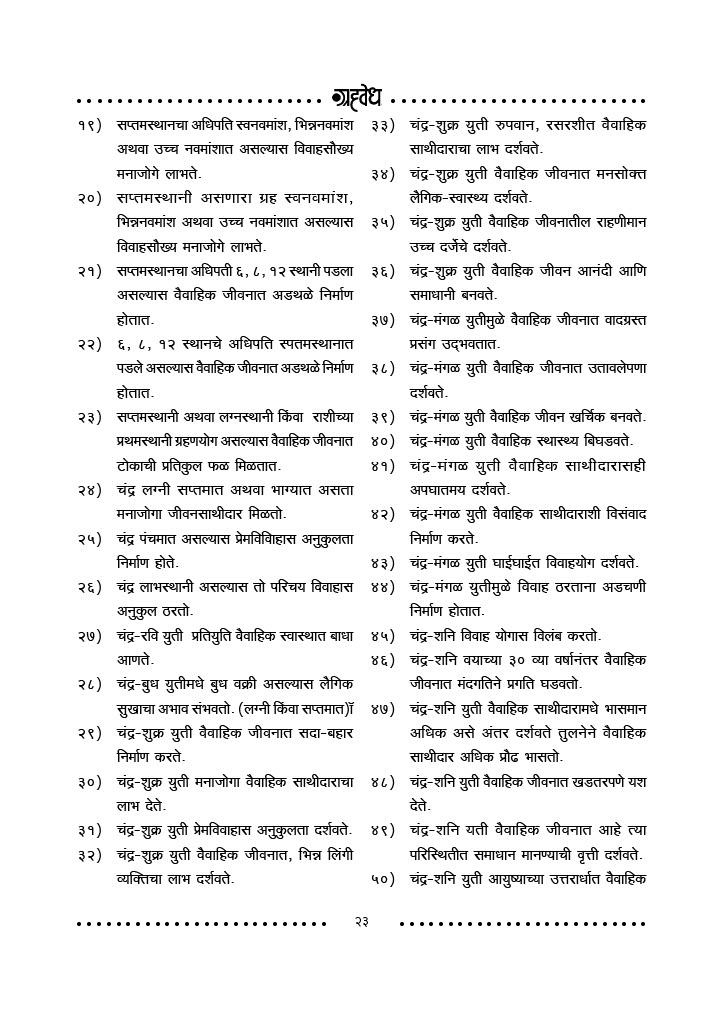 ग्रहवेध
१९) सप्तमस्थानचा अधिपति स्वनवमांश, भिन्ननवमांश
अथवा उच्च नवमांशात असल्यास विवाहसौख्य
मनाजोगे लाभते.
२०) सप्तमस्थानी असणारा ग्रह स्वनवमांश,
भिन्ननवमांश अथवा उच्च नवमांशात असल्यास
विवाहसौख्य मनाजोगे लाभते.
२१) सप्तमस्थानचा अधिपती ६, ८, १२ स्थानी पडला
असल्यास वैवाहिक जीवनात अडथळे निर्माण
होतात.
२२) ६, ८, १२ स्थानचे अधिपति स्पतमस्थानात
पडले असल्यास वैवाहिक जीवनात अडथळे निर्माण
होतात.
२३) सप्तमस्थानी अथवा लग्नस्थानी किंवा राशीच्या
प्रथमस्थानी ग्रहणयोग असल्यास वैवाहिक जीवनात
टोकाची प्रतिकुल फळ मिळतात.
२४) चंद्र लग्नी सप्तमात अथवा भाग्यात असता
मनाजोगा जीवनसाथीदार मिळतो.
२५) चंद्र पंचमात असल्यास प्रेमविविाहास अनुकुलता
निर्माण होते.
२६) चंद्र लाभस्थानी असल्यास तो परिचय विवाहास
अनुकुल ठरतो.
२७) चंद्र-रवि युती प्रतियुति वैवाहिक स्वास्थात बाधा
आणते.
२८) चंद्र-बुध युतीमधे बुध वक्री असल्यास लैगिक
सुखाचा अभाव संभवतो. (लग्नी किंवा सप्तमात)ॉ
२९) चंद्र-शुक्र युती वैवाहिक जीवनात सदा-बहार
निर्माण करते.
३०) चंद्र-शुक्र युती मनाजोगा वैवाहिक साथीदाराचा
लाभ देते.
३१) चंद्र-शुक्र युती प्रेमविवाहास अनुकुलता दर्शवते.
३२) चंद्र-शुक्र युती वैवाहिक जीवनात, भिन्न लिंगी
व्यक्तिचा लाभ दर्शवते.
३३) चंद्र-शुक्र युती रुपवान, रसरशीत वैवाहिक
साथीदाराचा लाभ दर्शवते.
३४) चंद्र-शुक्र युती वैवाहिक जीवनात मनसोक्त
लैगिक-स्वास्थ्य दर्शवते.
३५) चंद्र-शुक्र युती वैवाहिक जीवनातील राहणीमान
उच्च दर्जेचे दर्शवते.
३६) चंद्र-शुक्र युती वैवाहिक जीवन आनंदी आणि
समाधानी बनवते.
३७) चंद्र-मंगळ युतीमुळे वैवाहिक जीवनात वादग्रस्त
प्रसंग उद्‌भवतात.
३८) चंद्र-मंगळ युती वैवाहिक जीवनात उतावलेपणा
दर्शवते.
३९) चंद्र-मंगळ युती वैवाहिक जीवन खर्चिक बनवते.
४०) चंद्र-मंगळ युती वैवाहिक स्थास्थ्य बिघडवते.
४१) चंद्र-मंगळ युती वैवाहिक साथीदारासही
अपघातमय दर्शवते.
४२) चंद्र-मंगळ युती वैवाहिक साथीदाराशी विसंवाद
निर्माण करते.
४३) चंद्र-मंगळ युती घाईघाईत विवाहयोग दर्शवते.
४४) चंद्र-मंगळ युतीमुळे विवाह ठरताना अडचणी
निर्माण होतात.
४५) चंद्र-शनि विवाह योगास विलंब करतो.
४६) चंद्र-शनि वयाच्या ३० व्या वर्षानंतर वैवाहिक
जीवनात मंदगतिने प्रगति घडवतो.
४७) चंद्र-शनि युती वैवाहिक साथीदारामधे भासमान
अधिक असे अंतर दर्शवते तुलनेने वैवाहिक
साथीदार अधिक प्रौढ भासतो.
४८) चंद्र-शनि युती वैवाहिक जीवनात खडतरपणे यश
देते.
४९) चंद्र-शनि यती वैवाहिक जीवनात आहे त्या
परिस्थितीत समाधान मानण्याची वृत्ती दर्शवते.
५०) चंद्र-शनि युती आयुष्याच्या उत्तरार्धात वैवाहिक
२३